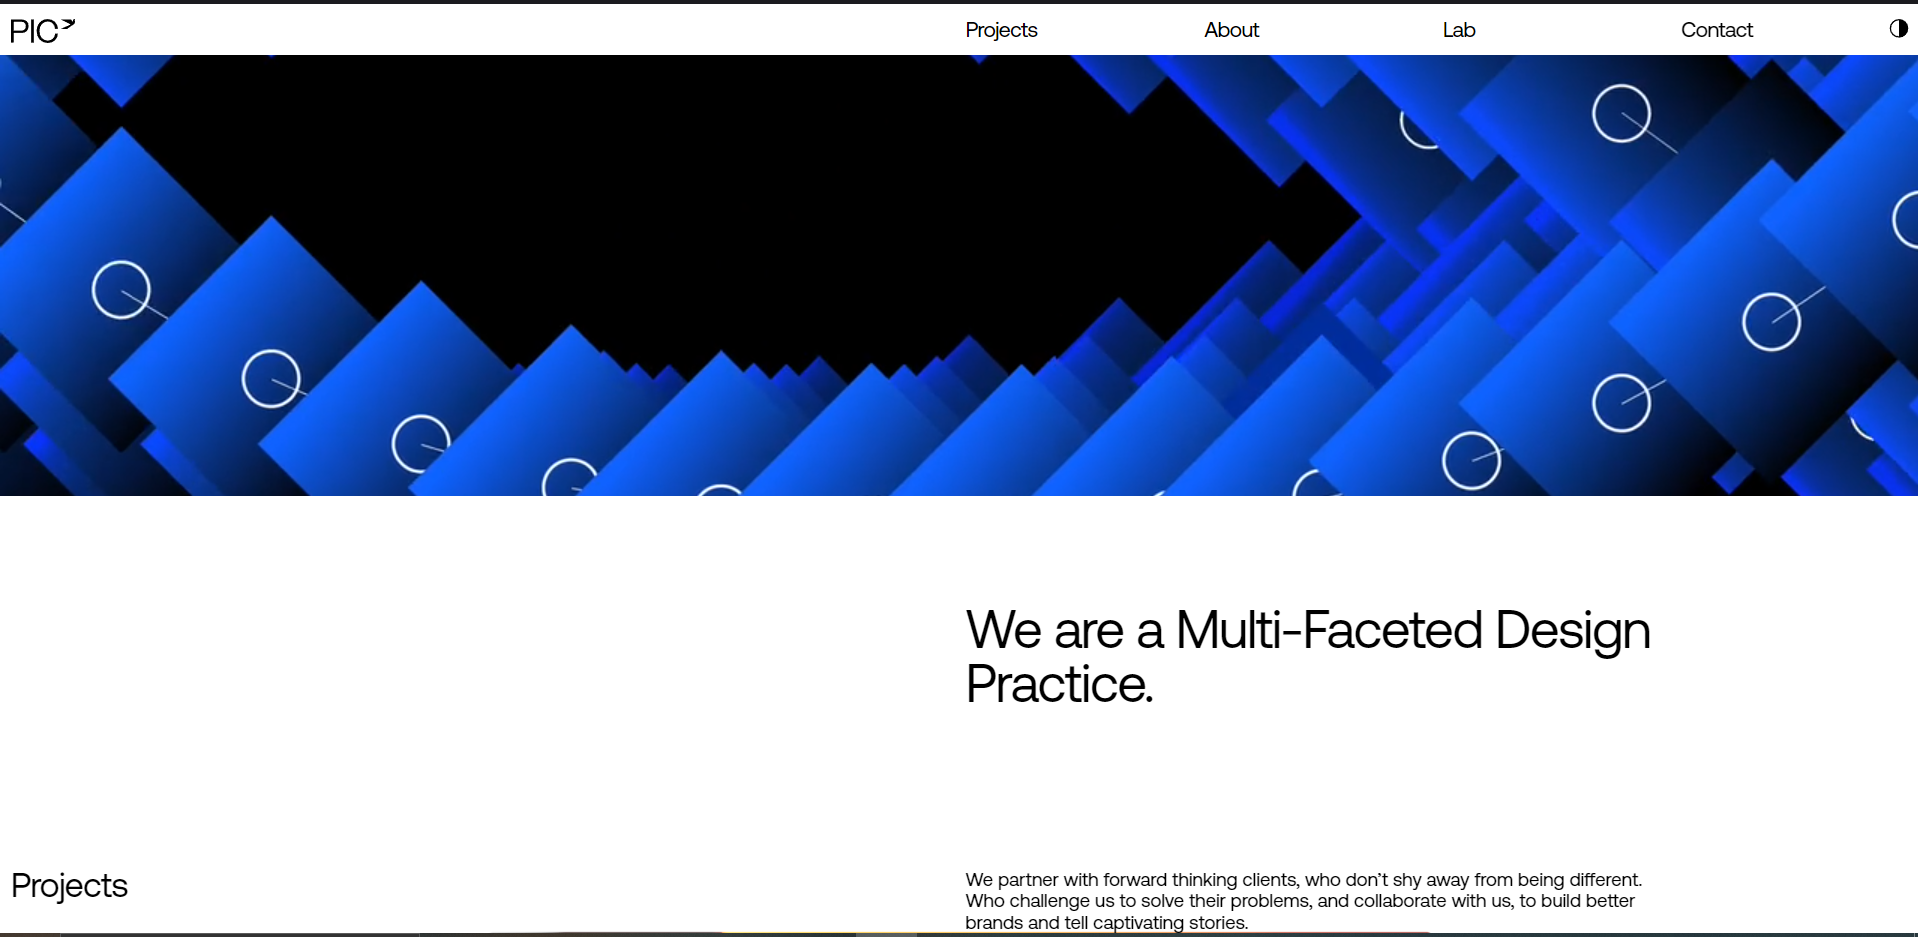 PIC
Projects
About
Lab
Contact
We are a Multi-Faceted Design
Practice.
Projects
We partner with forward thinking clients, who don’t shy away from being different.
Who challenge us to solve their problems, and collaborate with us, to build better
brands and tell captivating stories.